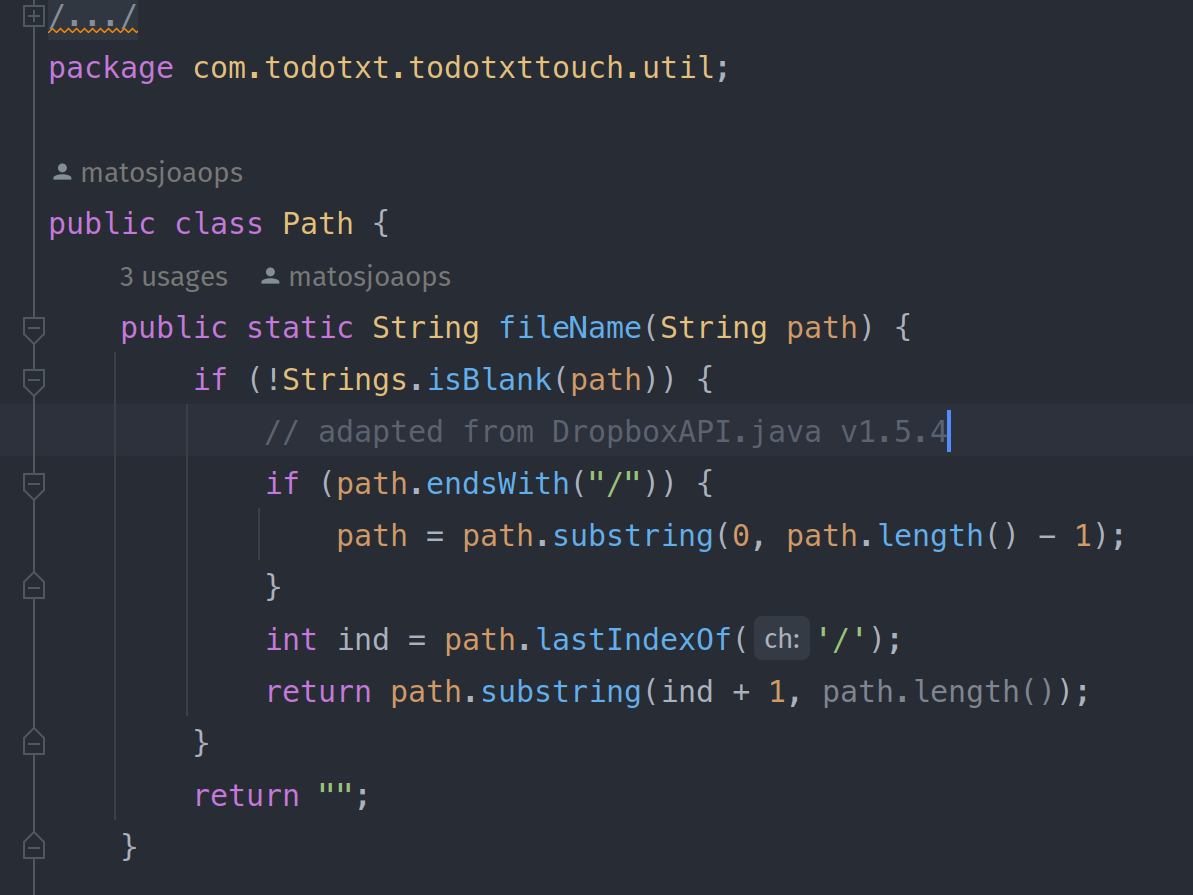 /.../
package com.todotxt.todotxttouch.util;
matosjoaops
public class Path {
3 usages matosjoaops
public static String fileName(String path) {
if (!Strings.isBlank(path)) {
// adapted from DropboxAPI.java v1.5.4
if (path.endsWith("/")) {
path = path.substring(0, path.length() - 1);
}
int ind = path.lastIndexOf( ch: '/');
return path.substring(ind + 1, path.length());
}
return "";
}